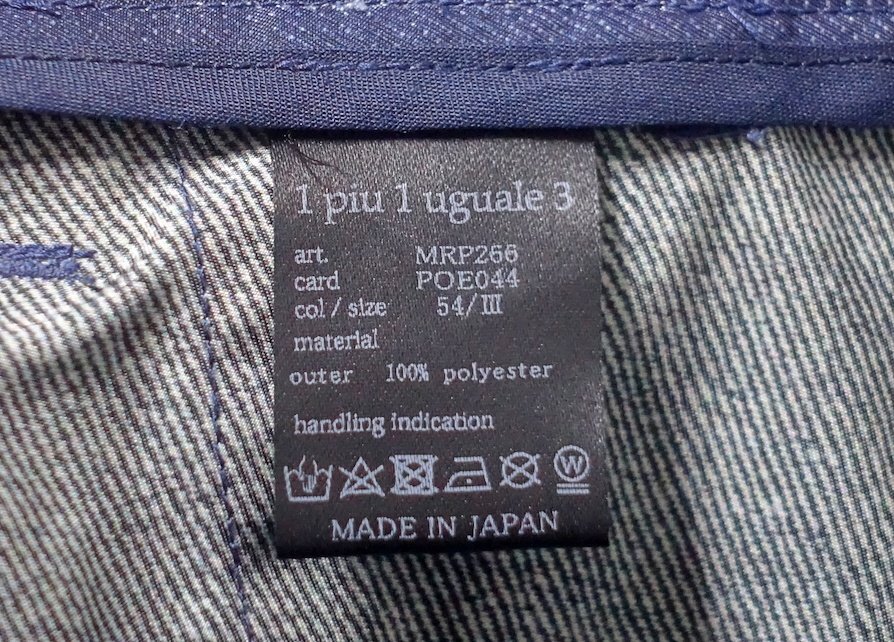 1 piu 1 uguale 3
art. MRP266
card POE044
col / size 54/III
material
outer 100% polyester
handling indication
W
MADE IN JAPAN